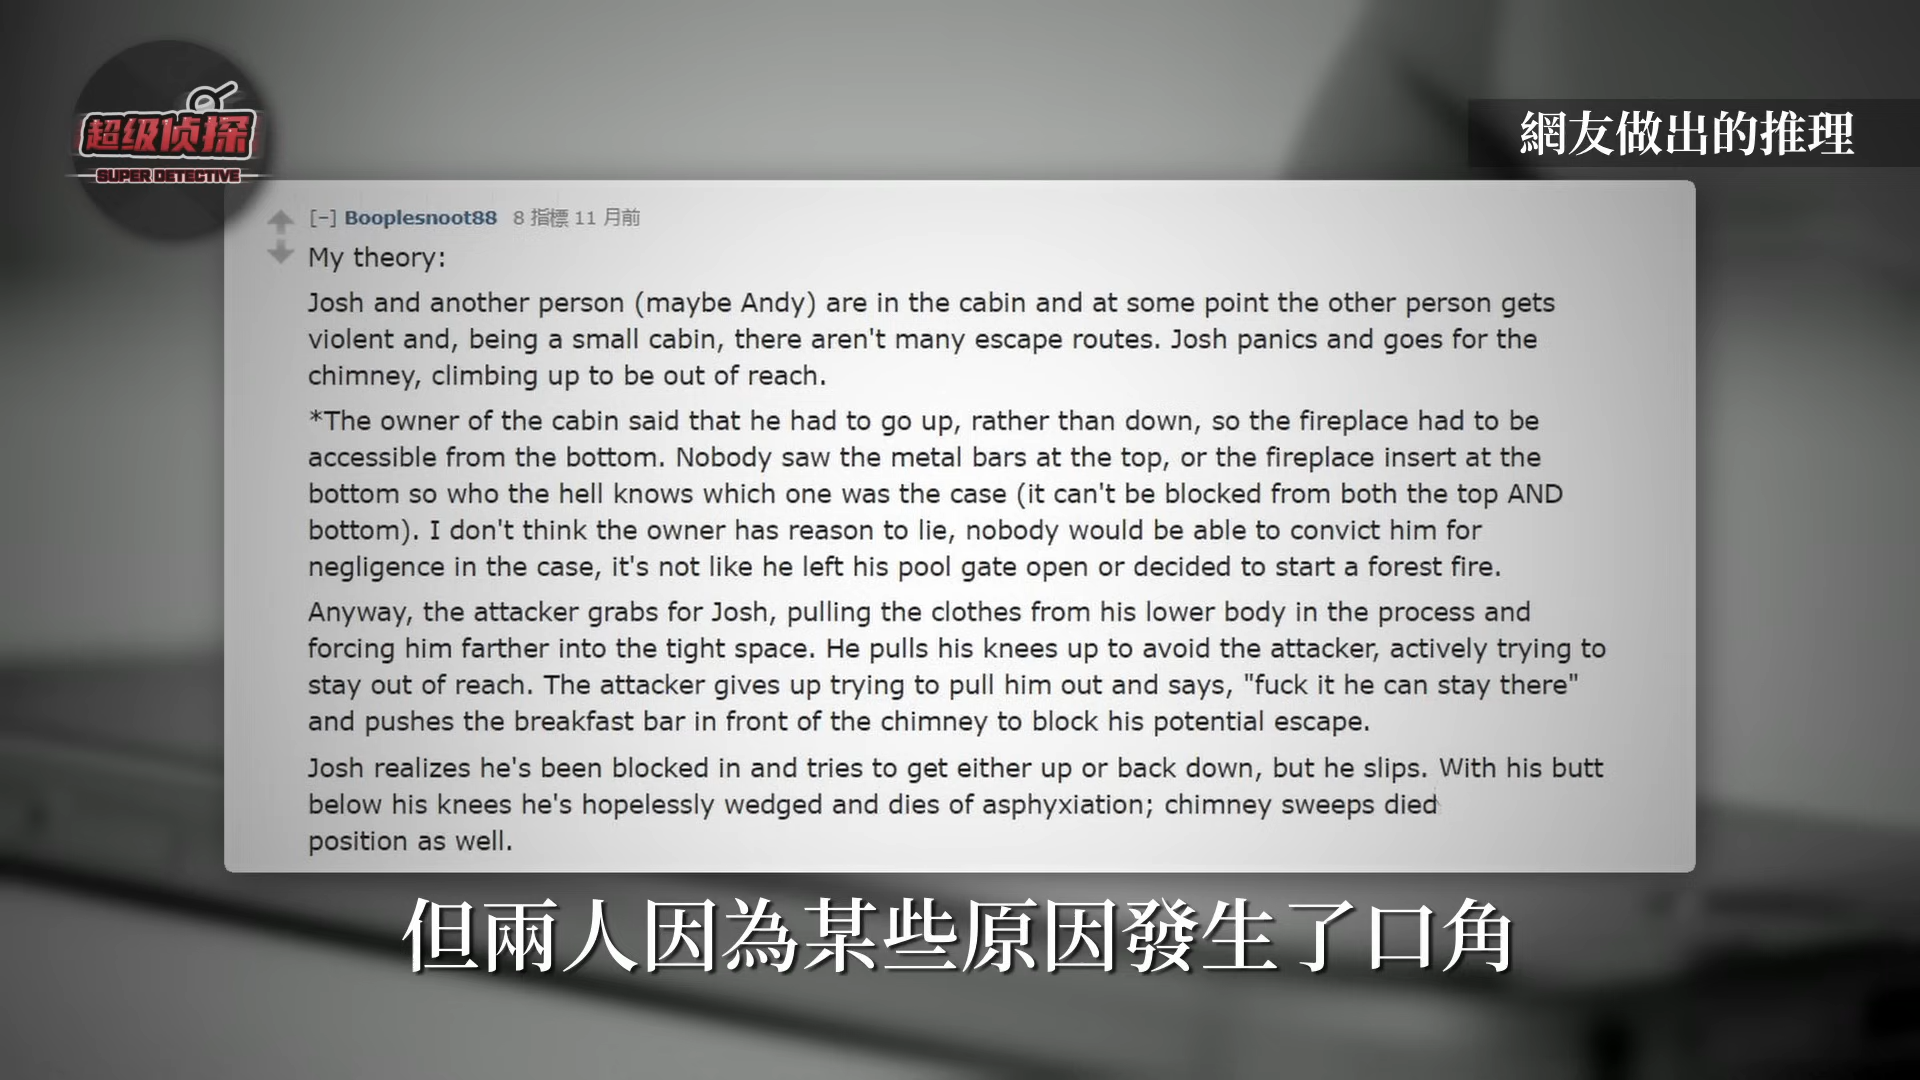 超级侦探
SUPER DETECTIVE
網友做出的推理
[–] Booplesnoot88 8 指標 11 月前
My theory:
Josh and another person (maybe Andy) are in the cabin and at some point the other person gets
violent and, being a small cabin, there aren't many escape routes. Josh panics and goes for the
chimney, climbing up to be out of reach.
*The owner of the cabin said that he had to go up, rather than down, so the fireplace had to be
accessible from the bottom. Nobody saw the metal bars at the top, or the fireplace insert at the
bottom so who the hell knows which one was the case (it can't be blocked from both the top AND
bottom). I don't think the owner has reason to lie, nobody would be able to convict him for
negligence in the case, it's not like he left his pool gate open or decided to start a forest fire.
Anyway, the attacker grabs for Josh, pulling the clothes from his lower body in the process and
forcing him farther into the tight space. He pulls his knees up to avoid the attacker, actively trying to
stay out of reach. The attacker gives up trying to pull him out and says, "fuck it he can stay there"
and pushes the breakfast bar in front of the chimney to block his potential escape.
Josh realizes he's been blocked in and tries to get either up or back down, but he slips. With his butt
below his knees he's hopelessly wedged and dies of asphyxiation; chimney sweeps died
position as well.
但兩人因為某些原因發生了口角